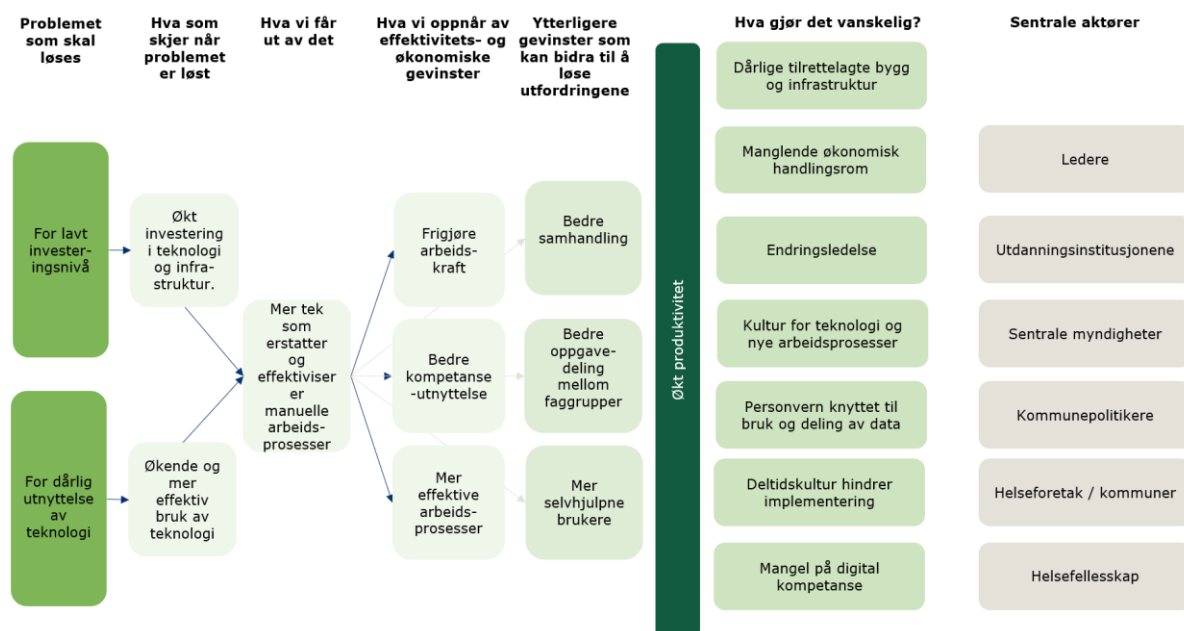 Problemet
som skal
løses
Hva som
skjer når
problemet
er løst
Hva vi får
ut av det
Hva vi oppnår av
effektivitets- og
økonomiske
gevinster
Ytterligere
gevinster som
kan bidra til å
løse
utfordringene
Hva gjør det vanskelig?
Sentrale aktører
For lavt
invester-
ingsnivå
For dårlig
utnyttelse
av
teknologi
Økt
investering
i teknologi
og infra-
struktur.
Økende og
mer
effektiv
bruk av
teknologi
Mer tek
som
erstatter
og
effektiviser
er
manuelle
arbeids-
prosesser
Frigjøre
arbeids-
kraft
Bedre
kompetanse
-utnyttelse
Mer
effektive
arbeids-
prosesser
Bedre
samhandling
Bedre
oppgave-
deling
mellom
faggrupper
Mer
selvhjulpne
brukere
Økt produktivitet
Dårlige tilrettelagte bygg
og infrastruktur
Manglende økonomisk
handlingsrom
Endringsledelse
Kultur for teknologi og
nye arbeidsprosesser
Personvern knyttet til
bruk og deling av data
Deltidskultur hindrer
implementering
Mangel på digital
kompetanse
Ledere
Utdanningsinstitusjonene
Sentrale myndigheter
Kommunepolitikere
Helseforetak / kommuner
Helsefellesskap